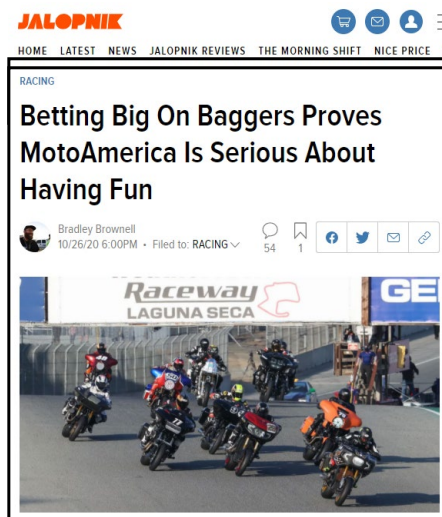 JALOPNIK
HOME LATEST NEWS JALOPNIK REVIEWS THE MORNING SHIFT NICE PRICE
RACING
Betting Big On Baggers Proves
MotoAmerica Is Serious About
Having Fun
Bradley Brownell
10/26/20 6:00PM • Filed to: RACING
54
1
Raceway
LAGUNA SECA
GE
77